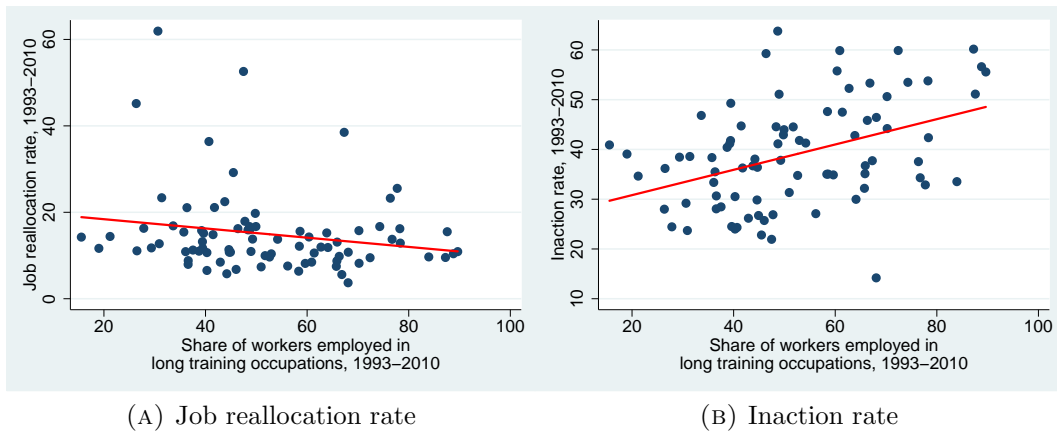 Job reallocation rate, 1993−2010
60
40
20
0
20 40 60 80 100
Share of workers employed in
long training occupations, 1993−2010
(A) Job reallocation rate
Inaction rate, 1993−2010
60
50
40
30
20
10
20 40 60 80 100
Share of workers employed in
long training occupations, 1993−2010
(B) Inaction rate